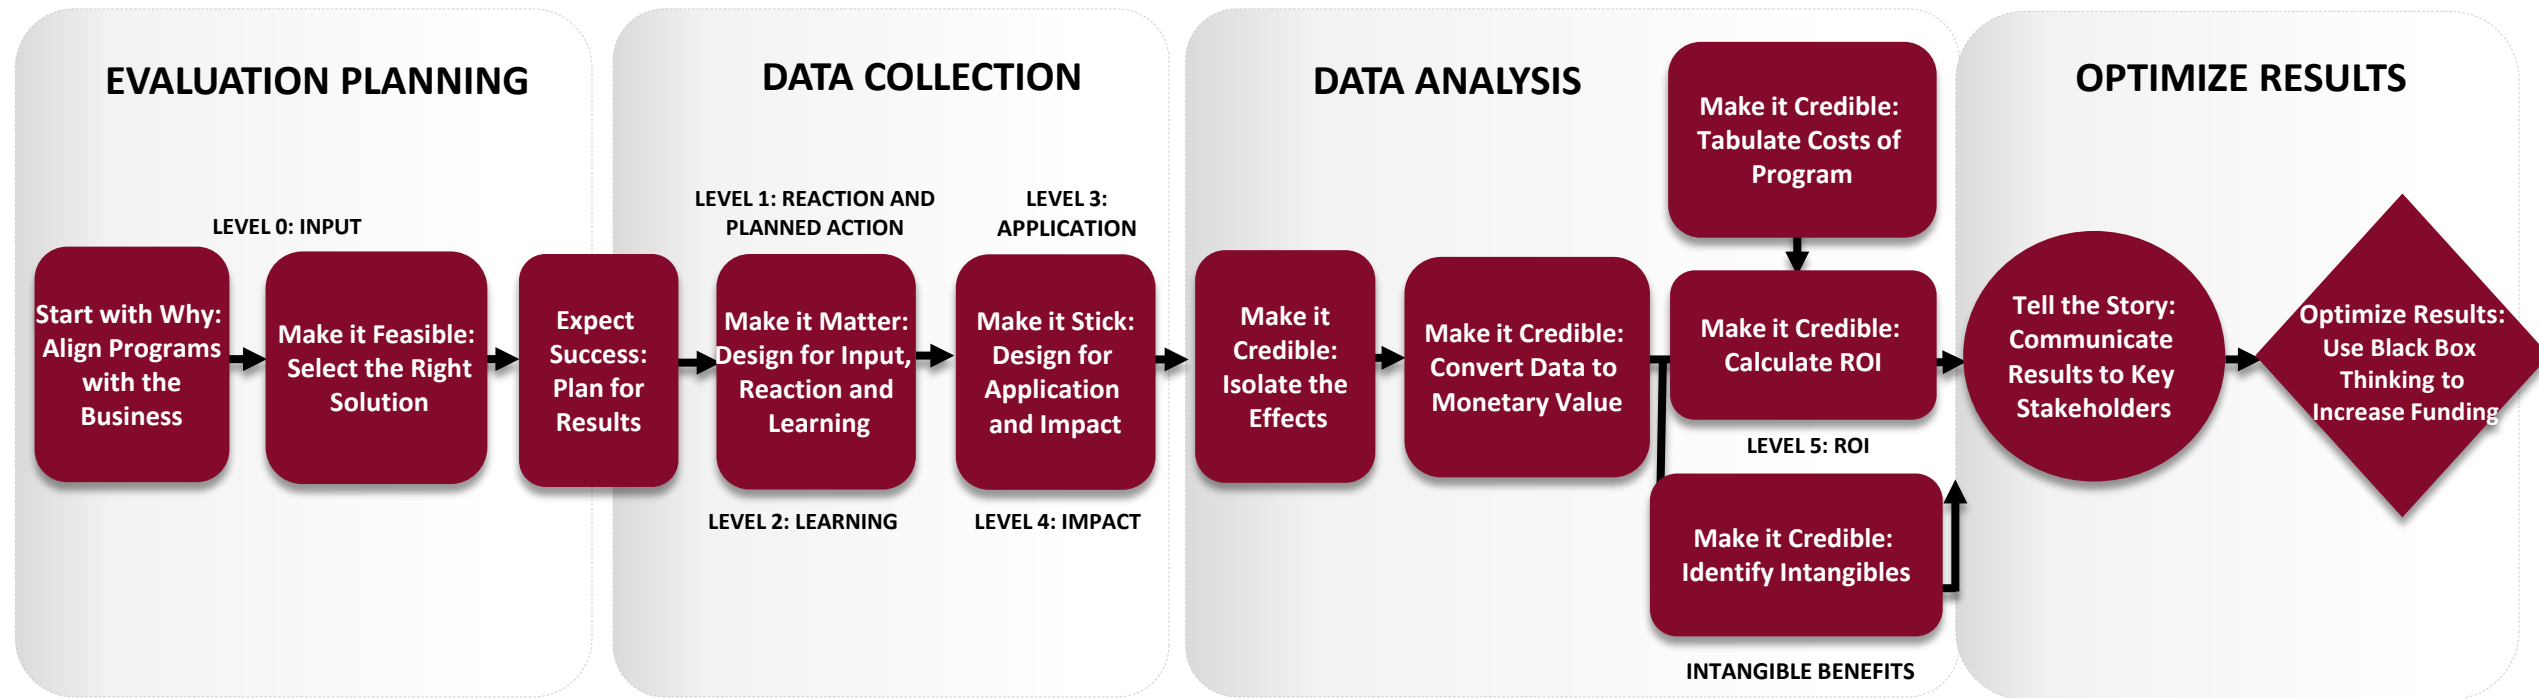 EVALUATION PLANNING
LEVEL 0: INPUT
Start with Why:
Align Programs
with the
Business
Make it Feasible:
Select the Right
Solution
Expect
Success:
Plan for
Results
DATA COLLECTION
LEVEL 1: REACTION AND
PLANNED ACTION
Make it Matter:
Design for Input,
Reaction and
Learning
LEVEL 2: LEARNING
LEVEL 3:
APPLICATION
Make it Stick:
Design for
Application
and Impact
LEVEL 4: IMPACT
DATA ANALYSIS
Make it
Credible:
Isolate the
Effects
Make it Credible:
Convert Data to
Monetary Value
Make it Credible:
Tabulate Costs of
Program
Make it Credible:
Calculate ROI
LEVEL 5: ROI
Make it Credible:
Identify Intangibles
INTANGIBLE BENEFITS
OPTIMIZE RESULTS
Tell the Story:
Communicate
Results to Key
Stakeholders
Optimize Results:
Use Black Box
Thinking to
Increase Funding